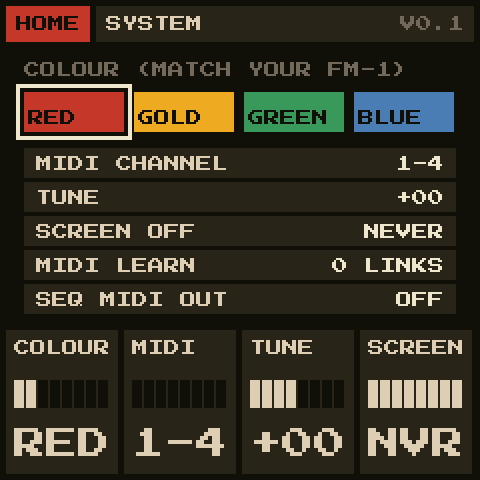 HOME SYSTEM V0.1
COLOUR (MATCH YOUR FM-1)
RED GOLD GREEN BLUE
MIDI CHANNEL 1-4
TUNE +00
SCREEN OFF NEVER
MIDI LEARN 0 LINKS
SEQ MIDI OUT OFF
COLOUR MIDI TUNE SCREEN
RED 1-4 +00 NVR